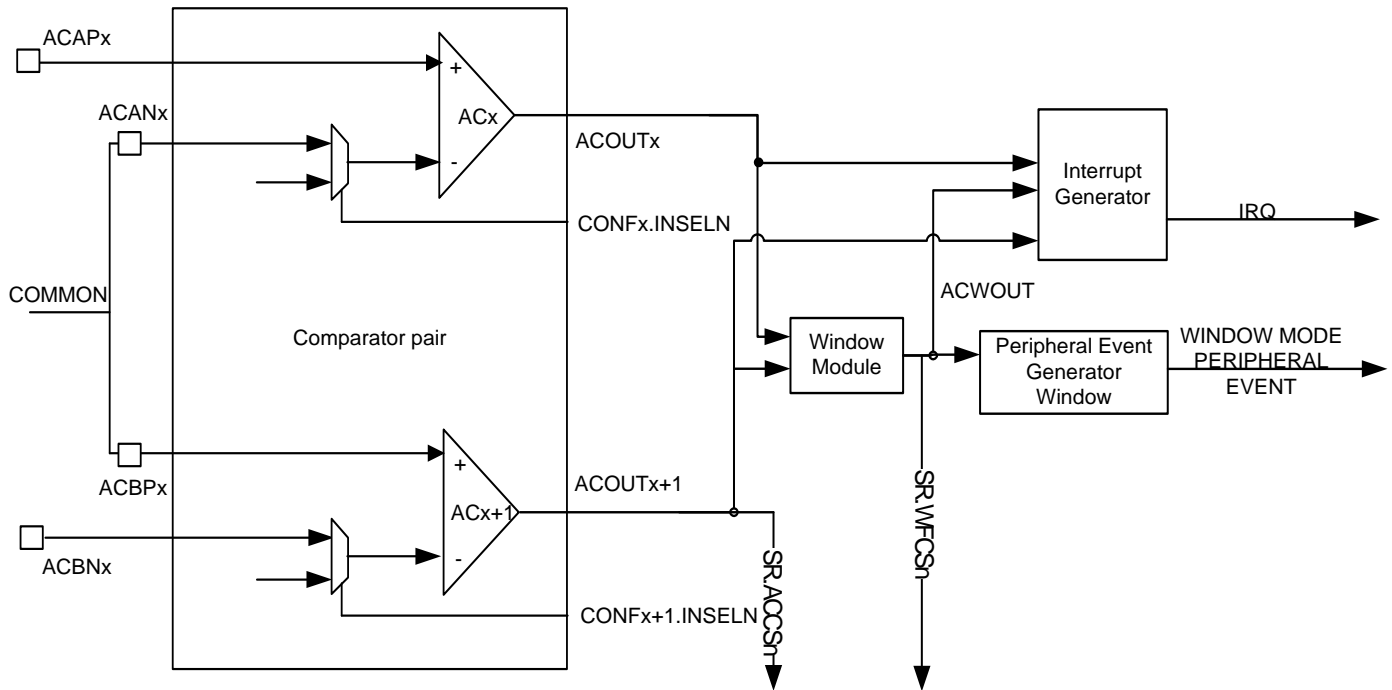 ACAPx
+
ACANx
ACx
ACOUTx
-
Interrupt
Generator
CONFx.INSELN
IRQ
COMMON
ACWOUT
Comparator pair
Window
Module
Peripheral Event
Generator
Window
WINDOW MODE
PERIPHERAL
EVENT
+
ACBPx
ACOUTx+1
ACx+1
ACBNx
-
CONFx+1.INSELN
SR.ACCSn
SR.WFCSn